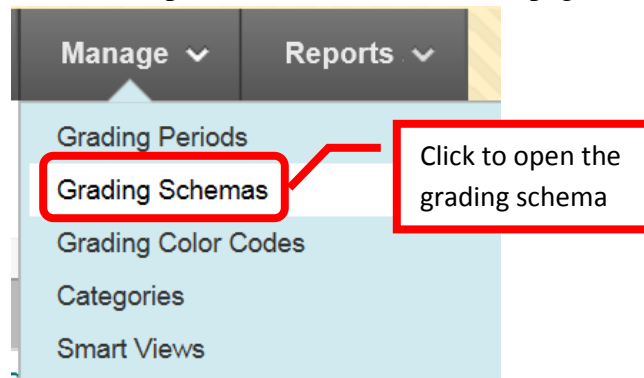 Manage Reports
Grading Periods
Grading Schemas
Click to open the
grading schema
Grading Color Codes
Categories
Smart Views